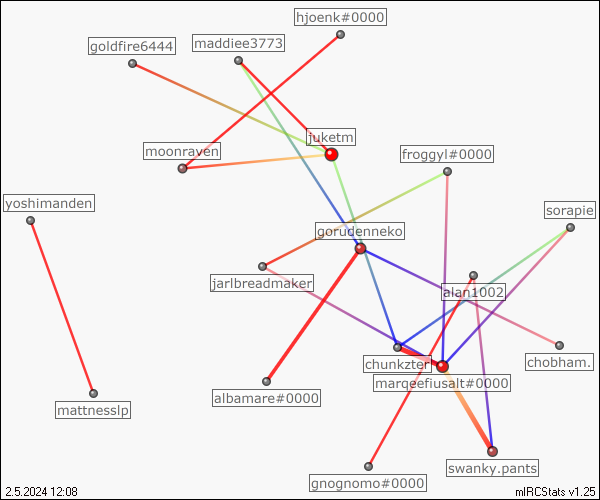 hjoenk#0000
goldfire6444
maddiee3773
juketm
moonraven
froggyl#0000
yoshimanden
sorapie
gorudenneko
jarlbreadmaker
alan1002
chobham.
chunkzter
marqeefiusalt#0000
albamare#0000
mattnesslp
swanky.pants
gnognomo#0000
2.5.2024 12:08
mIRCStats v1.25